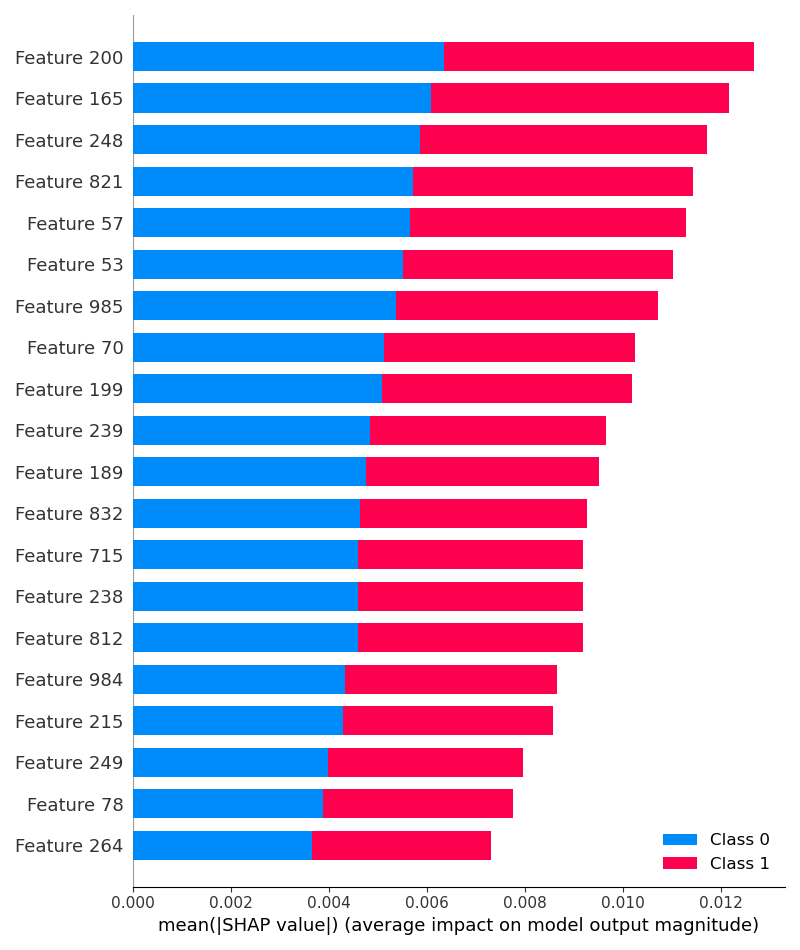 Feature 200
Feature 165
Feature 248
Feature 821
Feature 57
Feature 53
Feature 985
Feature 70
Feature 199
Feature 239
Feature 189
Feature 832
Feature 715
Feature 238
Feature 812
Feature 984
Feature 215
Feature 249
Feature 78
Feature 264
Class 0
Class 1
0.000 0.002 0.004 0.006 0.008 0.010 0.012
mean(|SHAP value|) (average impact on model output magnitude)